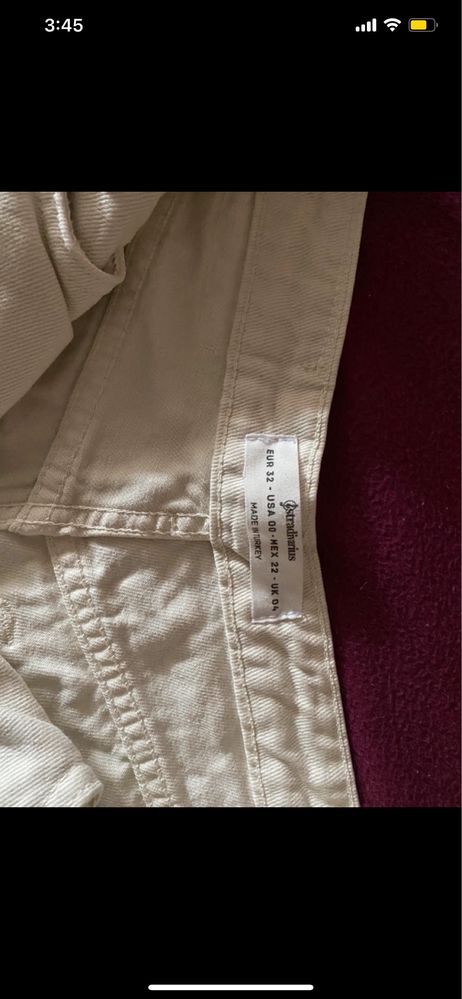 3:45
stradivarius
EUR 32 - USA 00 - MEX 22 - UK 04
MADE IN TURKEY